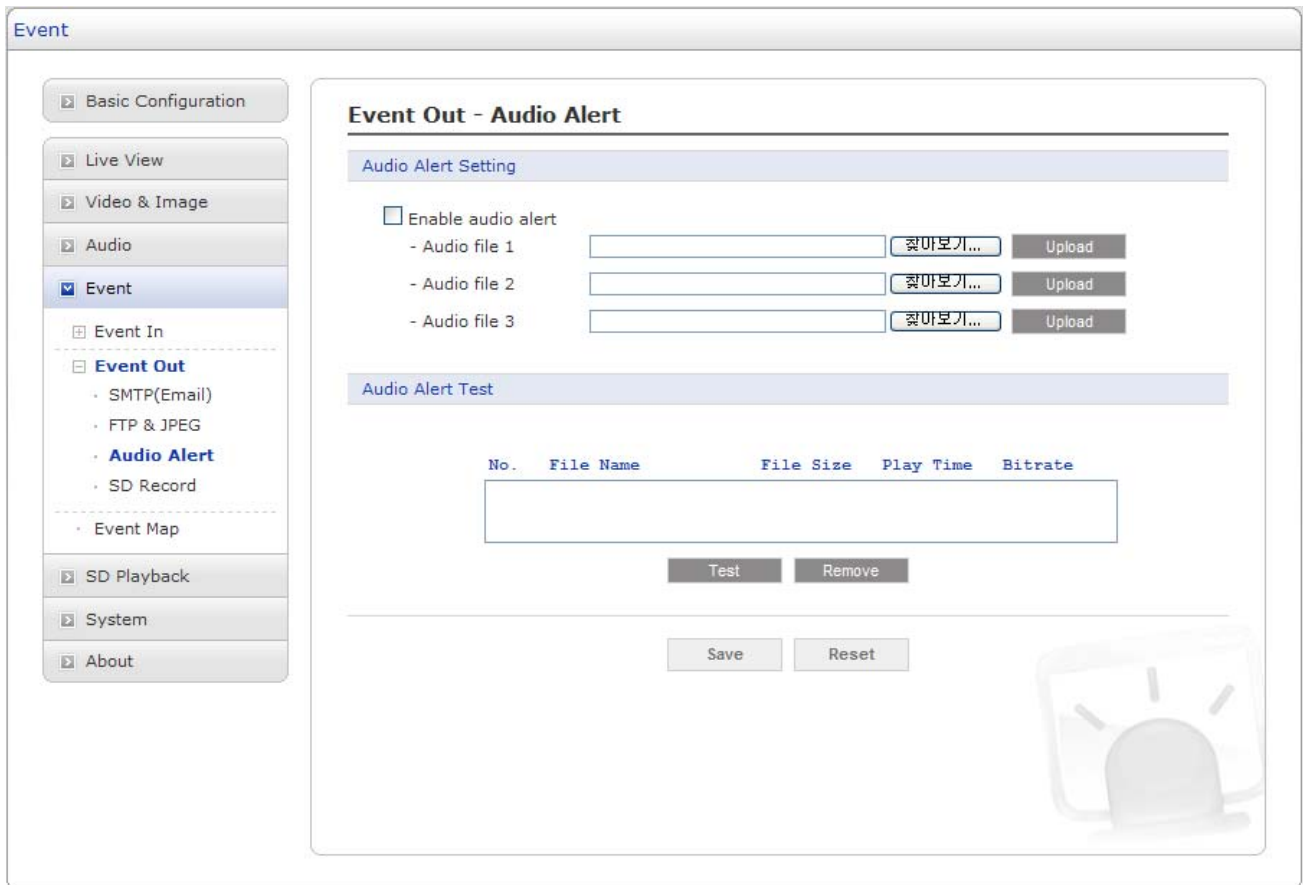 Event
Basic Configuration
Live View
Video & Image
Audio
Event
Event In
Event Out
SMTP(Email)
FTP & JPEG
Audio Alert
SD Record
Event Map
SD Playback
System
About
Event Out - Audio Alert
Audio Alert Setting
Enable audio alert
- Audio file 1 찾아보기... Upload
- Audio file 2 찾아보기... Upload
- Audio file 3 찾아보기... Upload
Audio Alert Test
No. File Name File Size Play Time Bitrate
Test Remove
Save Reset